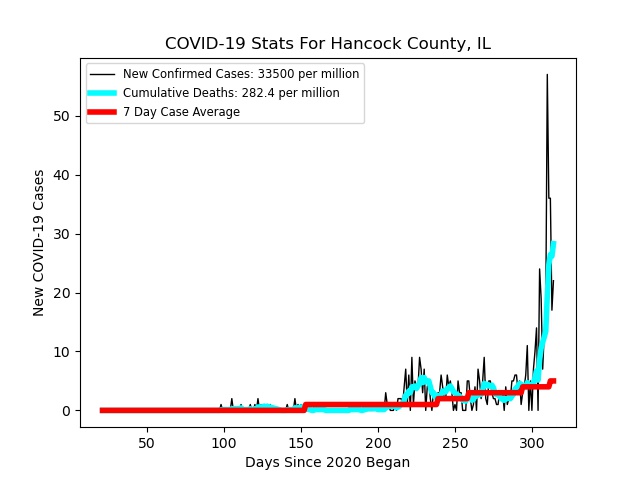 COVID-19 Stats For Hancock County, IL
New Confirmed Cases: 33500 per million
Cumulative Deaths: 282.4 per million
7 Day Case Average
New COVID-19 Cases
50
40
30
20
10
0
50 100 150 200 250 300
Days Since 2020 Began